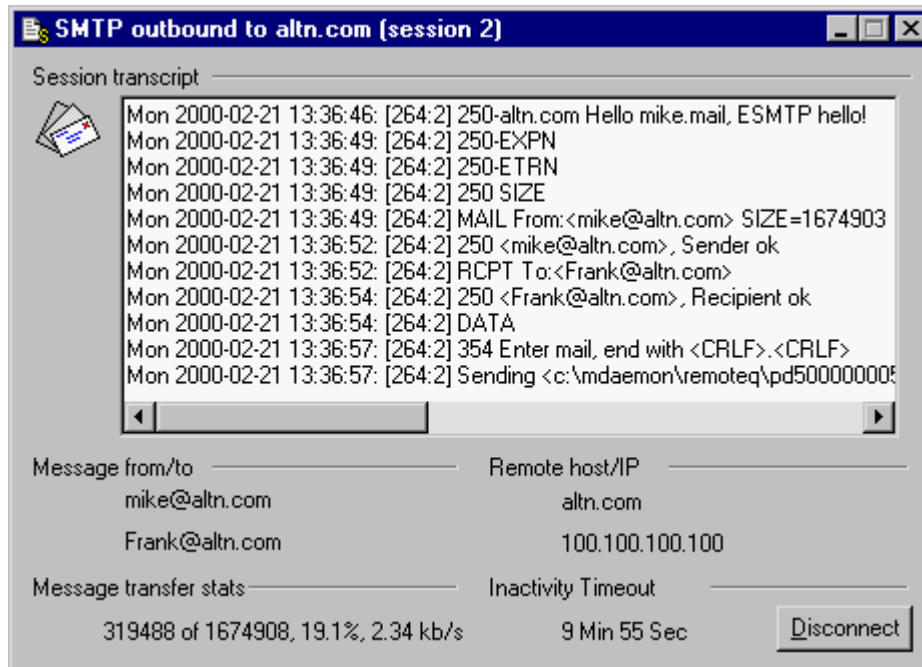 SMTP outbound to altn.com (session 2)
Session transcript
Mon 2000-02-21 13:36:46: [264:2] 250-altn.com Hello mike.mail, ESMTP hello!
Mon 2000-02-21 13:36:49: [264:2] 250-EXPN
Mon 2000-02-21 13:36:49: [264:2] 250-ETRN
Mon 2000-02-21 13:36:49: [264:2] 250 SIZE
Mon 2000-02-21 13:36:49: [264:2] MAIL From:<mike@altn.com> SIZE=1674903
Mon 2000-02-21 13:36:52: [264:2] 250 <mike@altn.com>, Sender ok
Mon 2000-02-21 13:36:52: [264:2] RCPT To:<Frank@altn.com>
Mon 2000-02-21 13:36:54: [264:2] 250 <Frank@altn.com>, Recipient ok
Mon 2000-02-21 13:36:54: [264:2] DATA
Mon 2000-02-21 13:36:57: [264:2] 354 Enter mail, end with <CRLF>.<CRLF>
Mon 2000-02-21 13:36:57: [264:2] Sending <c:\mdaemon\remoteq\pd500000005
Message from/to
mike@altn.com
Frank@altn.com
Remote host/IP
altn.com
100.100.100.100
Message transfer stats
319488 of 1674908, 19.1%, 2.34 kb/s
Inactivity Timeout
9 Min 55 Sec
Disconnect